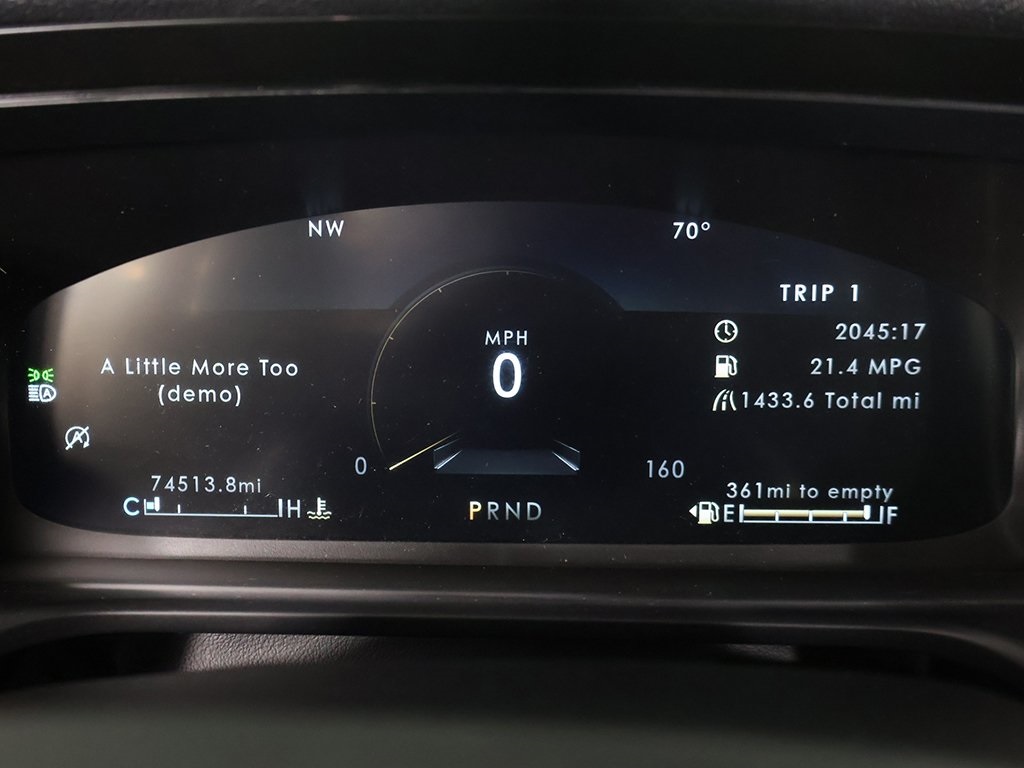 NW
70°
TRIP 1
2045:17
21.4 MPG
1433.6 Total mi
MPH
0
A Little More Too
(demo)
A
A
0
160
74513.8mi
C H
PRND
361mi to empty
E F